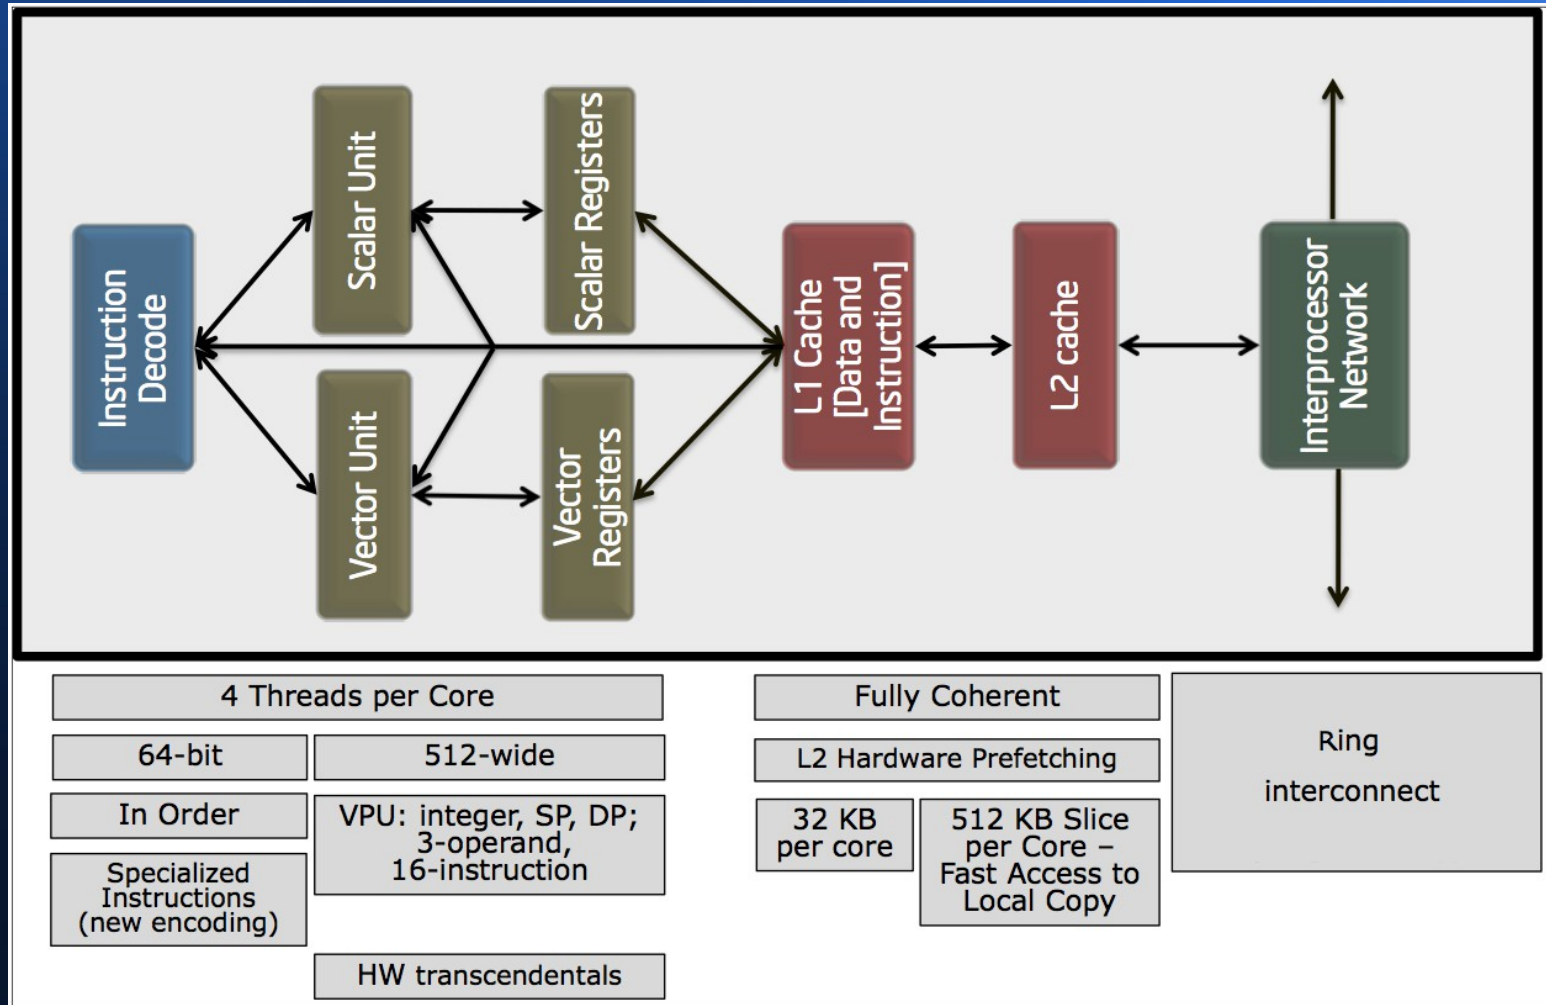 Instruction
Decode
Scalar Unit
Scalar Registers
Vector Unit
Vector
Registers
L1 Cache
[Data and
Instruction]
L2 cache
Interprocessor
Network
4 Threads per Core
64-bit
512-wide
In Order
VPU: integer, SP, DP;
3-operand,
16-instruction
Specialized
Instructions
(new encoding)
HW transcendentals
Fully Coherent
L2 Hardware Prefetching
32 KB
per core
512 KB Slice
per Core –
Fast Access to
Local Copy
Ring
interconnect